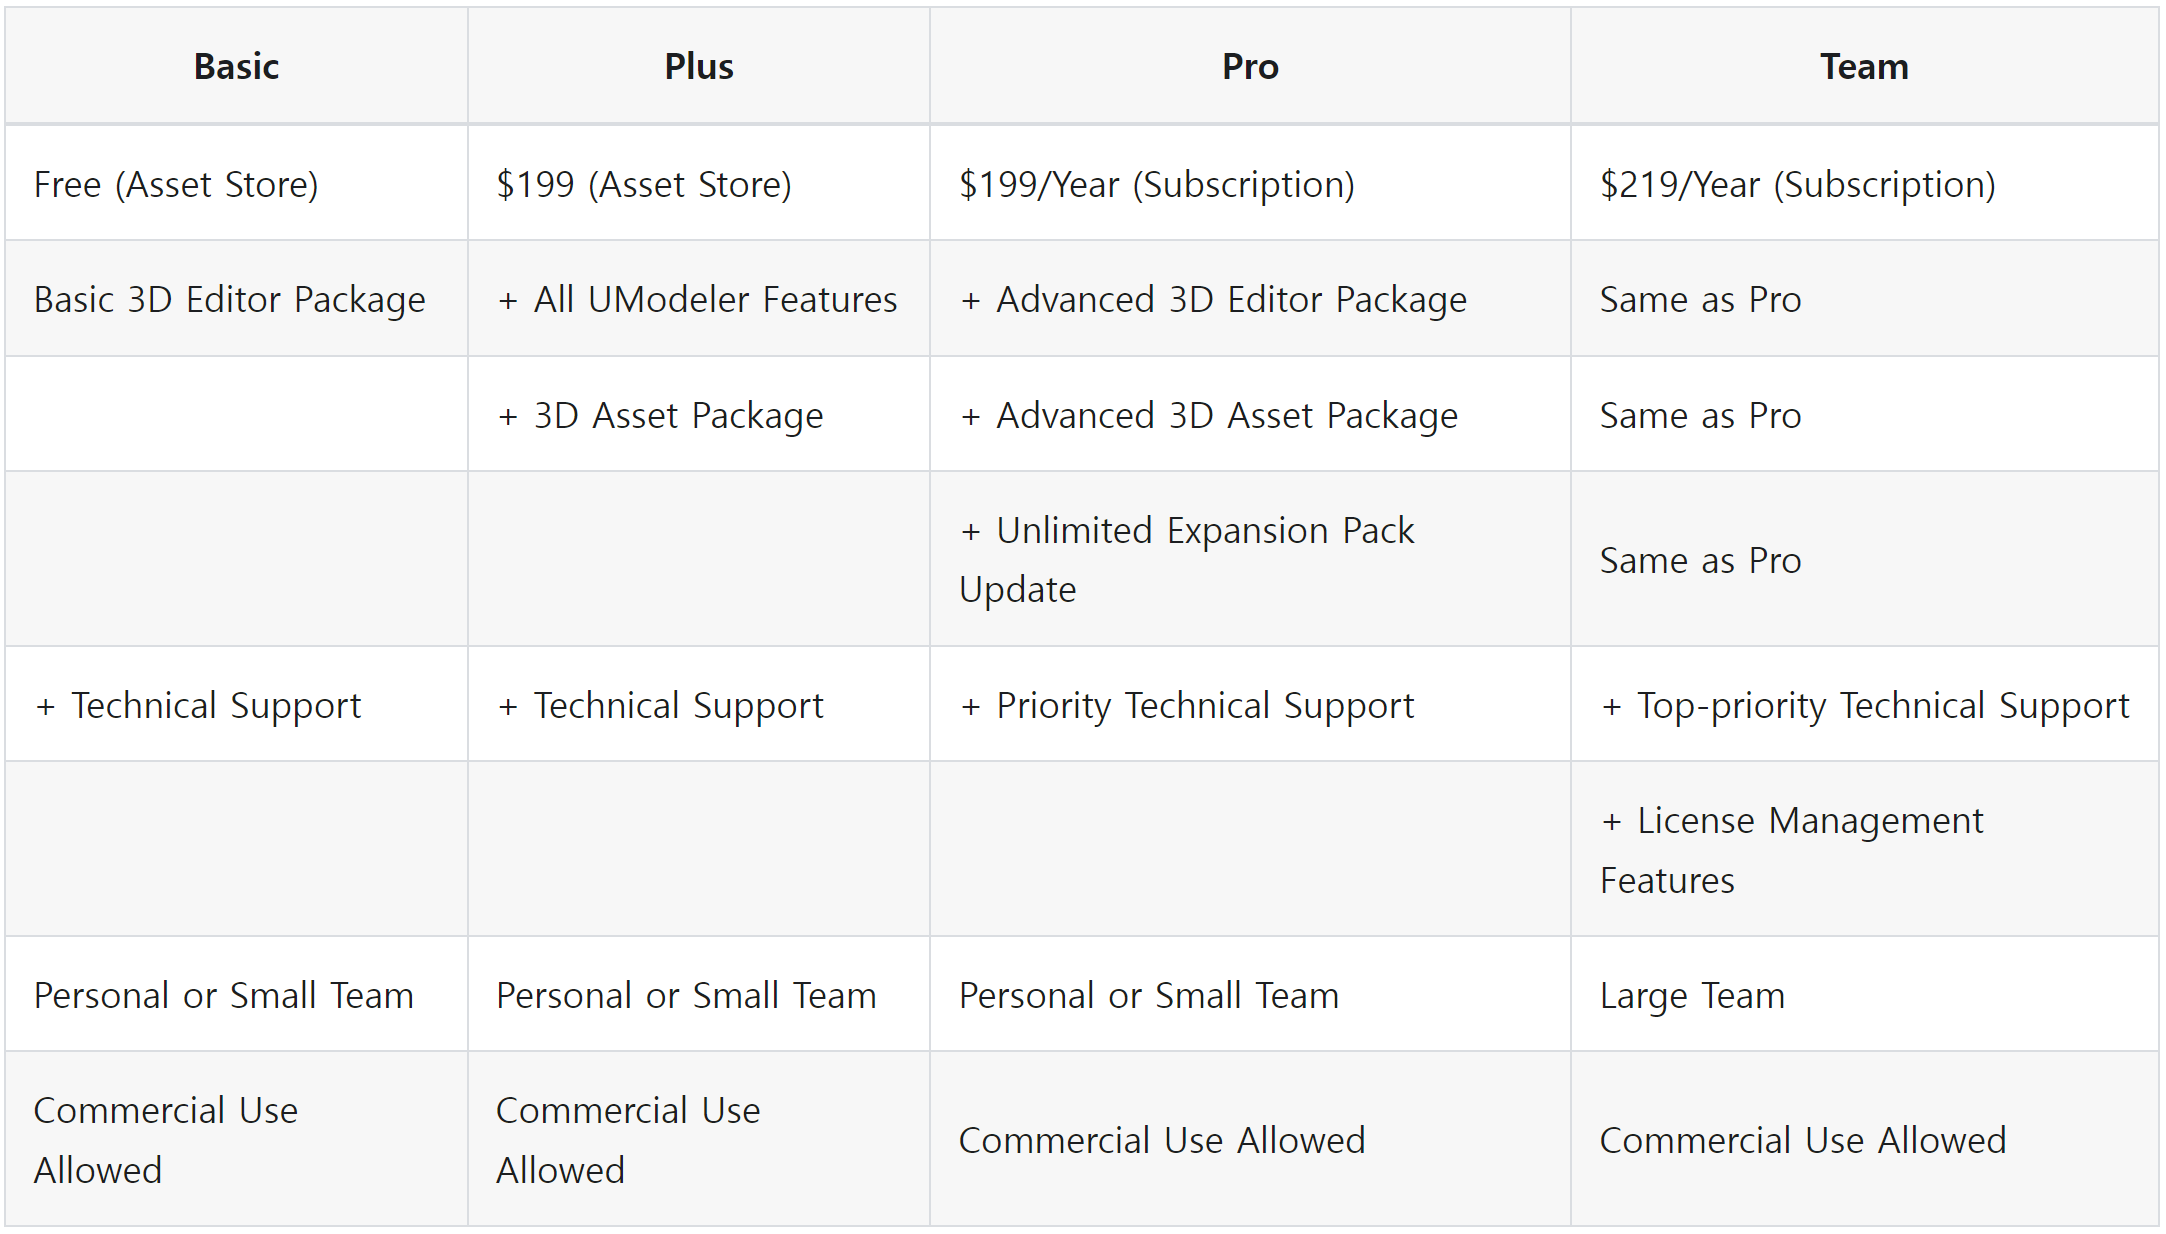 Basic Plus Pro Team
Free (Asset Store) $199 (Asset Store) $199/Year (Subscription) $219/Year (Subscription)
Basic 3D Editor Package + All UModeler Features + Advanced 3D Editor Package Same as Pro
+ 3D Asset Package + Advanced 3D Asset Package Same as Pro
+ Unlimited Expansion Pack
Update
Same as Pro
+ Technical Support + Technical Support + Priority Technical Support + Top-priority Technical Support
+ License Management
Features
Personal or Small Team Personal or Small Team Personal or Small Team Large Team
Commercial Use
Allowed
Commercial Use
Allowed
Commercial Use Allowed
Commercial Use Allowed